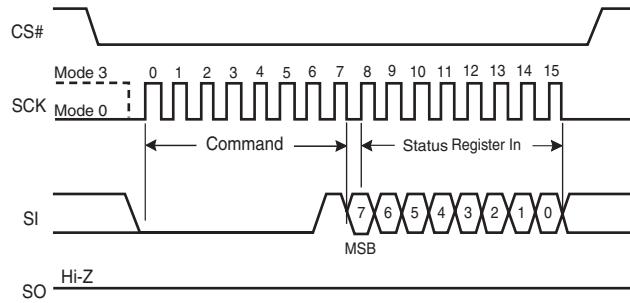 CS#
Mode 3 0 1 2 3 4 5 6 7 8 9 10 11 12 13 14 15
SCK Mode 0
Command Status Register In
SI 7 6 5 4 3 2 1 0
MSB
Hi-Z
SO